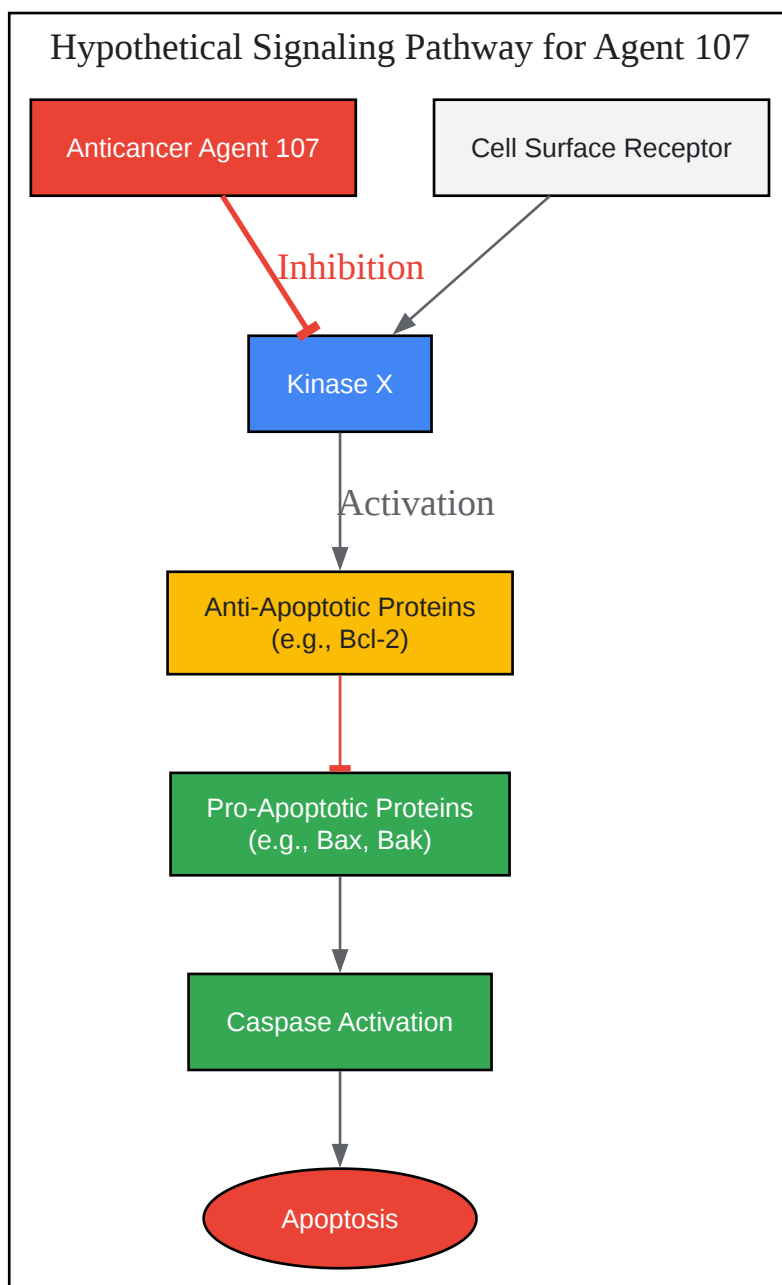 Hypothetical Signaling Pathway for Agent 107
Anticancer Agent 107
Cell Surface Receptor
Inhibition
Kinase X
Activation
Anti-Apoptotic Proteins
(e.g., Bcl-2)
Pro-Apoptotic Proteins
(e.g., Bax, Bak)
Caspase Activation
Apoptosis